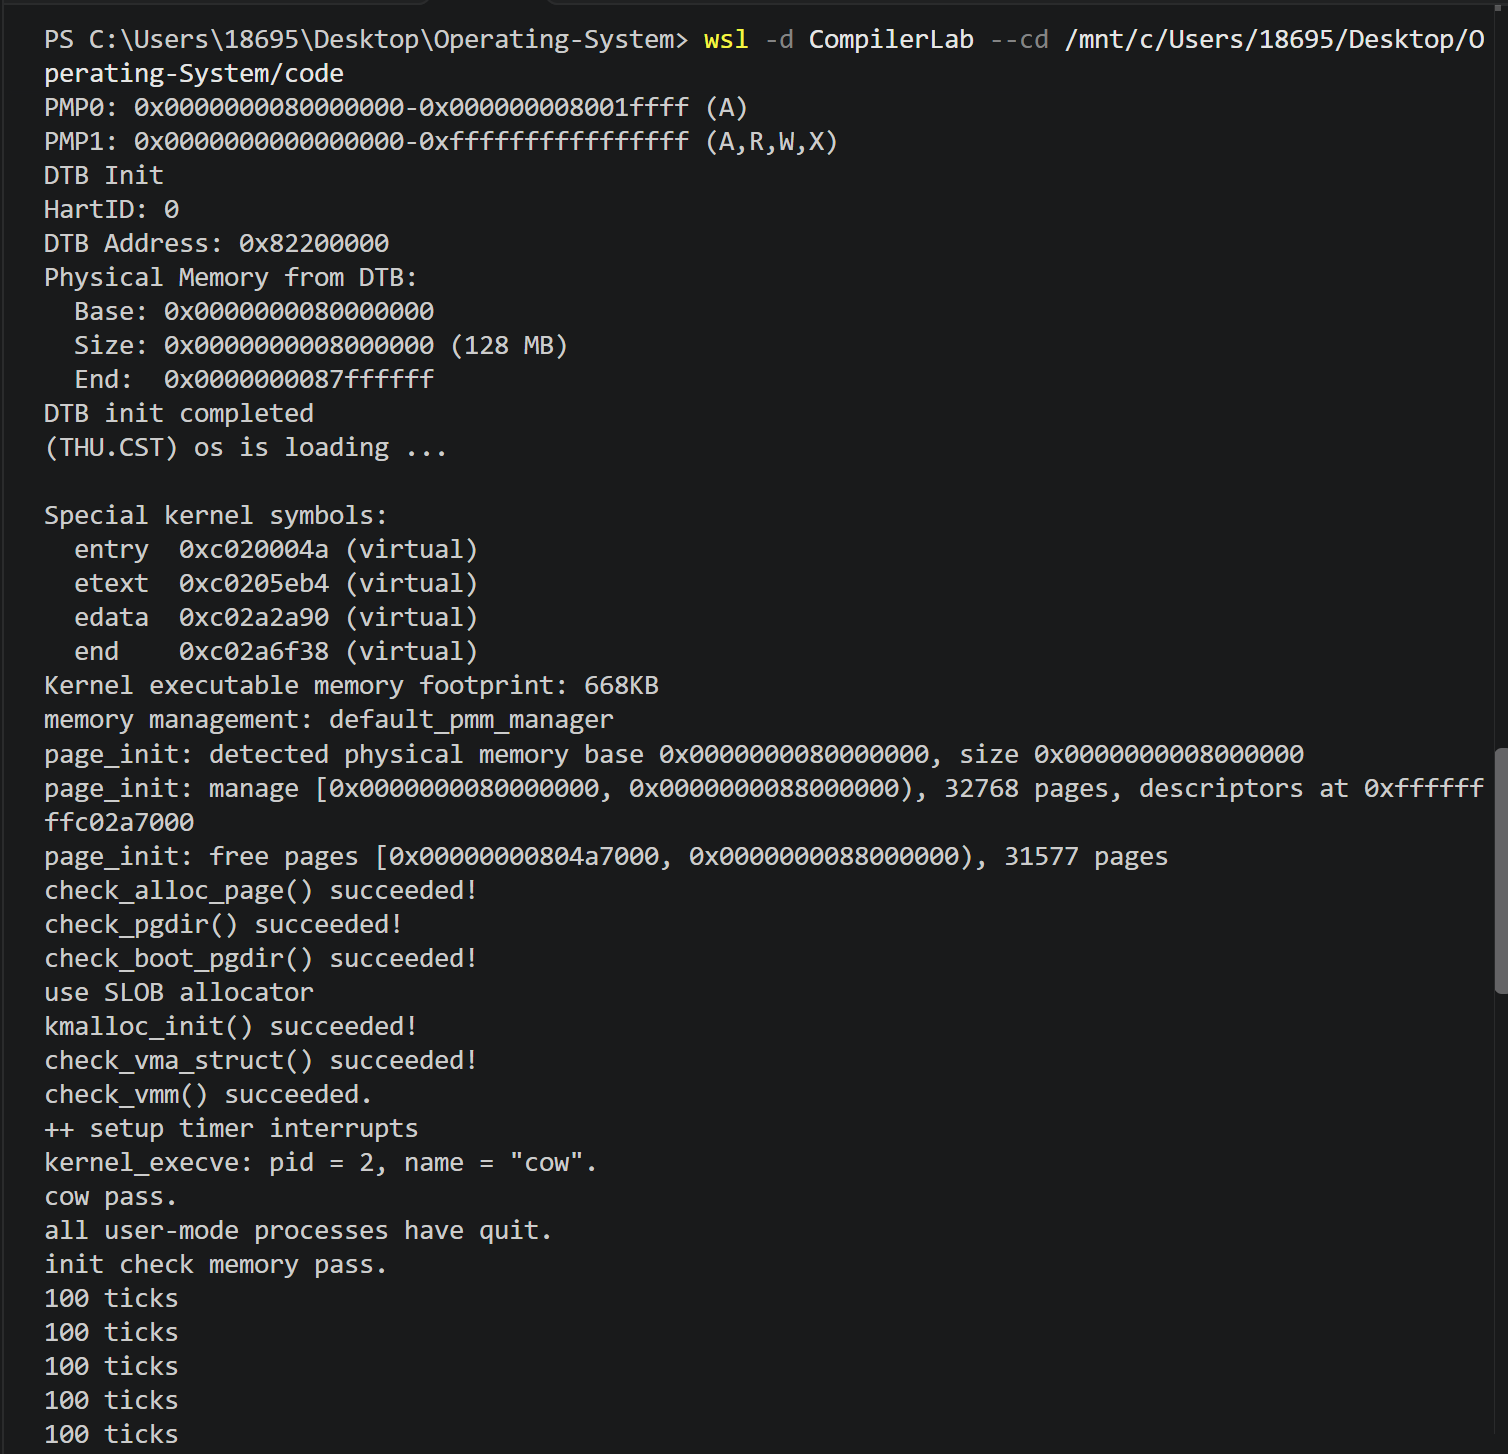 PS C:\Users\18695\Desktop\Operating-System> wsl -d CompilerLab --cd /mnt/c/Users/18695/Desktop/O
perating-System/code
PMP0: 0x0000000080000000-0x000000008001ffff (A)
PMP1: 0x0000000000000000-0xffffffffffffffff (A,R,W,X)
DTB Init
HartID: 0
DTB Address: 0x82200000
Physical Memory from DTB:
  Base: 0x0000000080000000
  Size: 0x0000000008000000 (128 MB)
  End:  0x0000000087ffffff
DTB init completed
(THU.CST) os is loading ...

Special kernel symbols:
  entry  0xc020004a (virtual)
  etext  0xc0205eb4 (virtual)
  edata  0xc02a2a90 (virtual)
  end    0xc02a6f38 (virtual)
Kernel executable memory footprint: 668KB
memory management: default_pmm_manager
page_init: detected physical memory base 0x0000000080000000, size 0x0000000008000000
page_init: manage [0x0000000080000000, 0x0000000088000000), 32768 pages, descriptors at 0xffffff
ffc02a7000
page_init: free pages [0x00000000804a7000, 0x0000000088000000), 31577 pages
check_alloc_page() succeeded!
check_pgdir() succeeded!
check_boot_pgdir() succeeded!
use SLOB allocator
kmalloc_init() succeeded!
check_vma_struct() succeeded!
check_vmm() succeeded.
++ setup timer interrupts
kernel_execve: pid = 2, name = "cow".
cow pass.
all user-mode processes have quit.
init check memory pass.
100 ticks
100 ticks
100 ticks
100 ticks
100 ticks